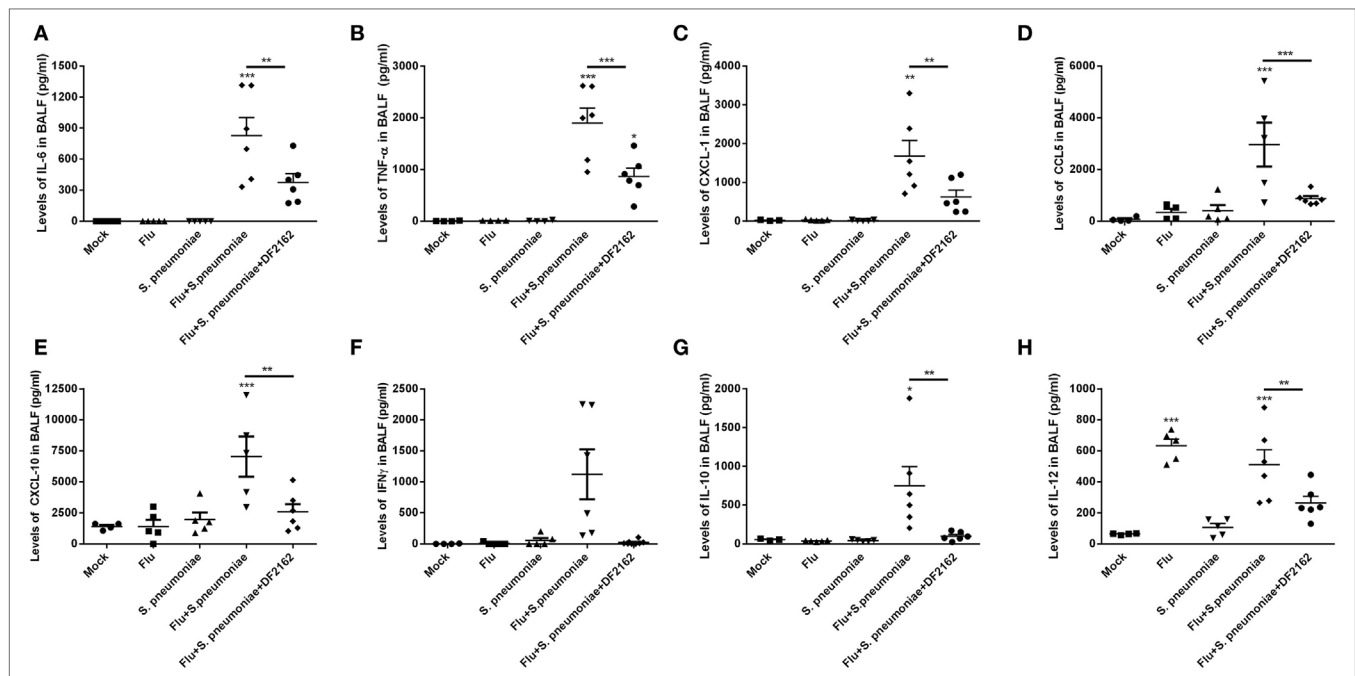 A
Levels of IL-6 in BALF (pg/ml)
1500
1200
900
600
300
0
***
**
Mock
Flu
S. pneumoniae
Flu+S.pneumoniae
Flu+S. pneumoniae+DF2162
B
Levels of TNF-α in BALF (pg/ml)
3000
2000
1000
0
***
***
*
Mock
Flu
S. pneumoniae
Flu+S.pneumoniae
Flu+S. pneumoniae+DF2162
C
Levels of CXCL-1 in BALF (pg/ml)
4000
3000
2000
1000
0
**
**
Mock
Flu
S. pneumoniae
Flu+S.pneumoniae
Flu+S. pneumoniae+DF2162
D
Levels of CCL5 in BALF (pg/ml)
6000
4000
2000
0
***
***
Mock
Flu
S. pneumoniae
Flu+S.pneumoniae
Flu+S. pneumoniae+DF2162
E
Levels of CXCL-10 in BALF (pg/ml)
12500
10000
7500
5000
2500
0
***
**
Mock
Flu
S. pneumoniae
Flu+S.pneumoniae
Flu+S. pneumoniae+DF2162
F
Levels of IFNγ in BALF (pg/ml)
2500
2000
1500
1000
500
0
Mock
Flu
S. pneumoniae
Flu+S.pneumoniae
Flu+S. pneumoniae+DF2162
G
Levels of IL-10 in BALF (pg/ml)
2000
1500
1000
500
0
*
**
Mock
Flu
S. pneumoniae
Flu+S.pneumoniae
Flu+S. pneumoniae+DF2162
H
Levels of IL-12 in BALF (pg/ml)
1000
800
600
400
200
0
***
***
**
Mock
Flu
S. pneumoniae
Flu+S.pneumoniae
Flu+S. pneumoniae+DF2162